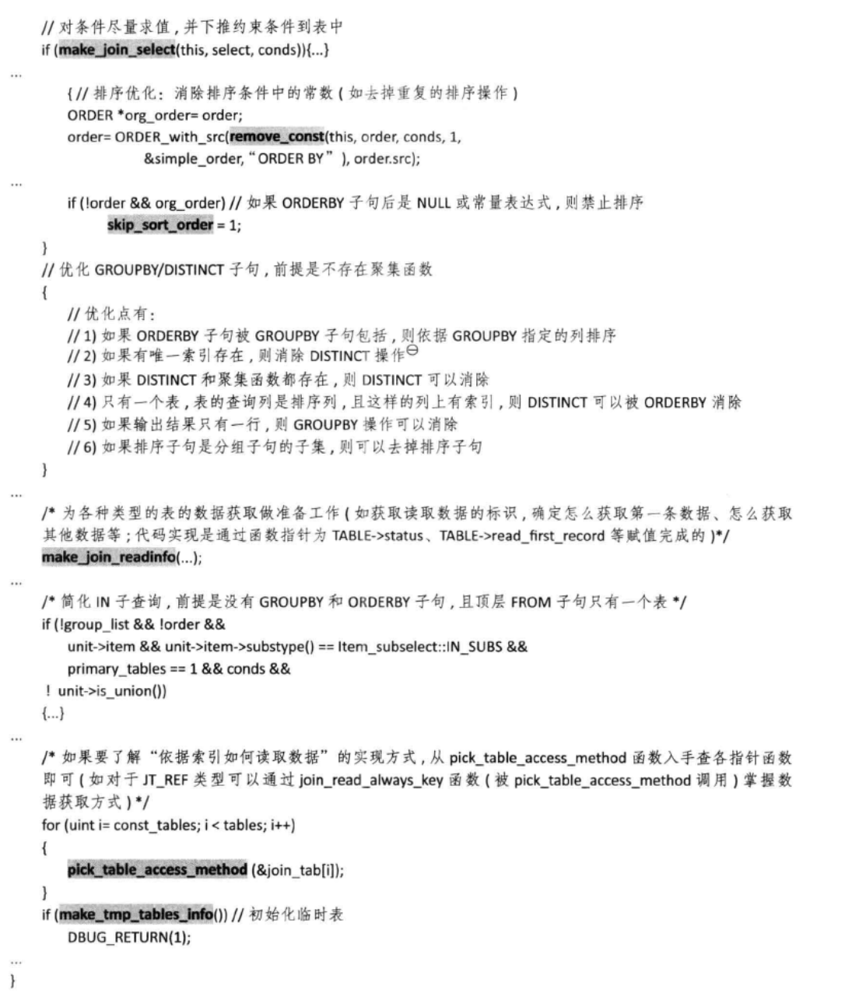 // 对条件尽量求值,并下推约束条件到表中
if (make_join_select(this, select, conds)){...}
...
{ // 排序优化: 消除排序条件中的常数 ( 如去掉重复的排序操作 )
ORDER *org_order= order;
order= ORDER_with_src(remove_const(this, order, conds, 1,
&simple_order, “ORDER BY” ), order.src);
...
if (!order && org_order) // 如果 ORDERBY 子句后是 NULL 或常量表达式,则禁止排序
skip_sort_order = 1;
}
// 优化 GROUPBY/DISTINCT 子句,前提是不存在聚集函数
{
// 优化点有:
// 1) 如果 ORDERBY 子句被 GROUPBY 子句包括,则依据 GROUPBY 指定的列排序
// 2) 如果有唯一索引存在,则消除 DISTINCT 操作⊖
// 3) 如果 DISTINCT 和聚集函数都存在,则 DISTINCT 可以消除
// 4) 只有一个表,表的查询列是排序列,且这样的列上有索引,则 DISTINCT 可以被 ORDERBY 消除
// 5) 如果输出结果只有一行,则 GROUPBY 操作可以消除
// 6) 如果排序子句是分组子句的子集,则可以去掉排序子句
}
...
/* 为各种类型的表的数据获取做准备工作 ( 如获取读取数据的标识,确定怎么获取第一条数据、怎么获取
其他数据等;代码实现是通过函数指针为 TABLE->status、TABLE->read_first_record 等赋值完成的 )*/
make_join_readinfo(...);
...
/* 简化 IN 子查询,前提是没有 GROUPBY 和 ORDERBY 子句,且顶层 FROM 子句只有一个表 */
if (!group_list && !order &&
unit->item && unit->item->substype() == Item_subselect::IN_SUBS &&
primary_tables == 1 && conds &&
! unit->is_union())
{...}
...
/* 如果要了解“依据索引如何读取数据”的实现方式,从 pick_table_access_method 函数入手查各指针函数
即可 ( 如对于 JT_REF 类型可以通过 join_read_always_key 函数 ( 被 pick_table_access_method 调用 ) 掌握数
据获取方式 ) */
for (uint i= const_tables; i < tables; i++)
{
pick_table_access_method (&join_tab[i]);
}
if (make_tmp_tables_info()) // 初始化临时表
DBUG_RETURN(1);
...
}